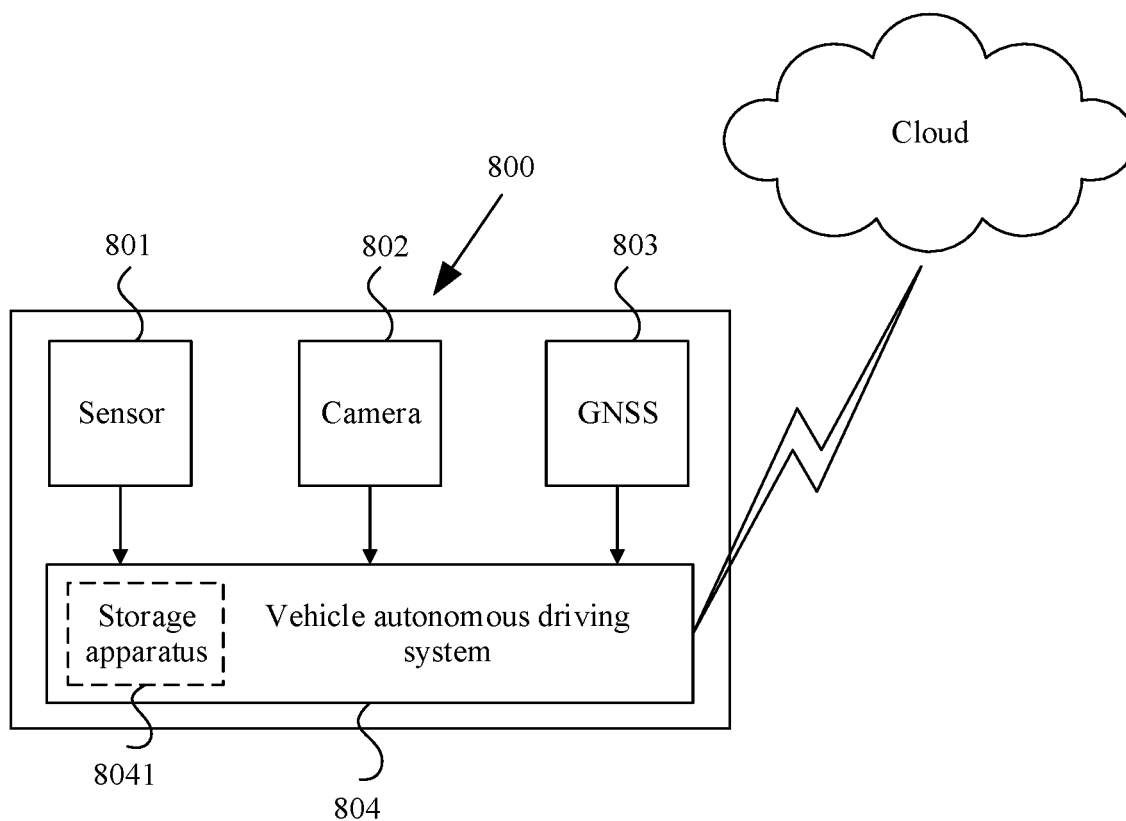 Cloud
800
801
802
803
Sensor
Camera
GNSS
Storage
apparatus
Vehicle autonomous driving
system
8041
804